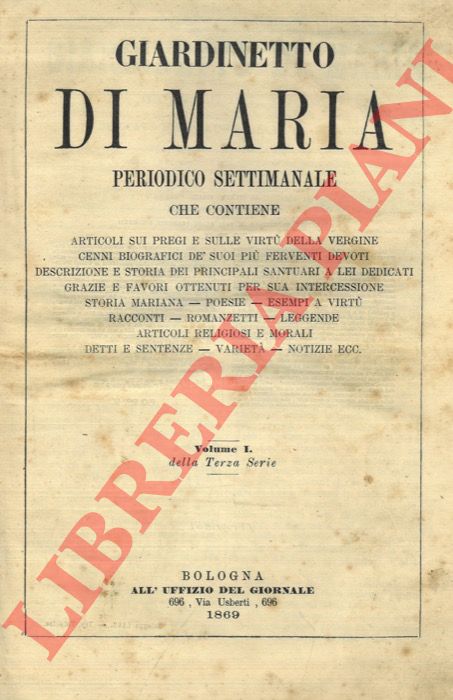 GIARDINETTO
DI MARIA
PERIODICO SETTIMANALE
CHE CONTIENE
ARTICOLI SUI PREGI E SULLE VIRTÙ DELLA VERGINE
CENNI BIOGRAFICI DE' SUOI PIÙ FERVENTI DEVOTI
DESCRIZIONE E STORIA DEI PRINCIPALI SANTUARI A LEI DEDICATI
GRAZIE E FAVORI OTTENUTI PER SUA INTERCESSIONE
STORIA MARIANA — POESIE — ESEMPI A VIRTÙ
RACCONTI — ROMANZETTI — LEGGENDE
ARTICOLI RELIGIOSI E MORALI
DETTI E SENTENZE — VARIETÀ — NOTIZIE ECC.
Volume I.
della Terza Serie
BOLOGNA
ALL' UFFIZIO DEL GIORNALE
696, Via Usberti, 696
1869
LIBRERIAPIANI